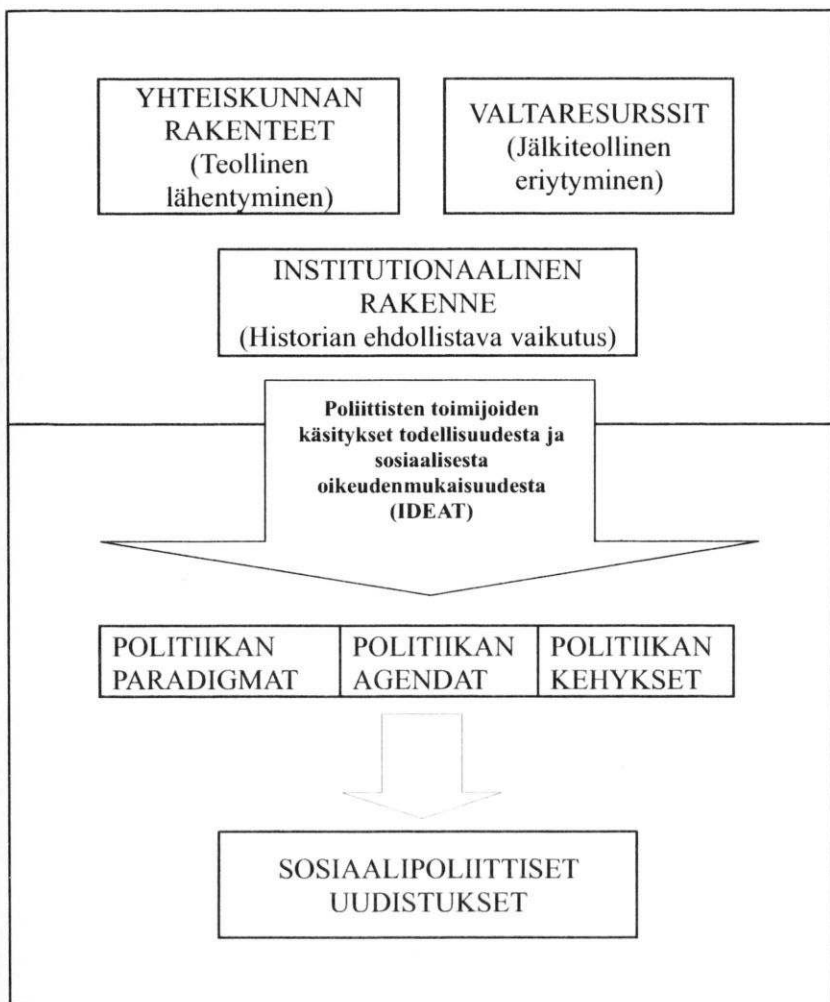 YHTEISKUNNAN
RAKENTEET
(Teollinen
lähentyminen)
VALTARESURSSIT
(Jälkiteollinen
eriytyminen)
INSTITUTIONAALINEN
RAKENNE
(Historian ehdollistava vaikutus)
Poliittisten toimijoiden
käsitykset todellisuudesta ja
sosiaalisesta
oikeudenmukaisuudesta
(IDEAT)
POLITIIKAN
PARADIGMAT
POLITIIKAN
AGENDAT
POLITIIKAN
KEHYKSET
SOSIAALIPOLIITTISET
UUDISTUKSET